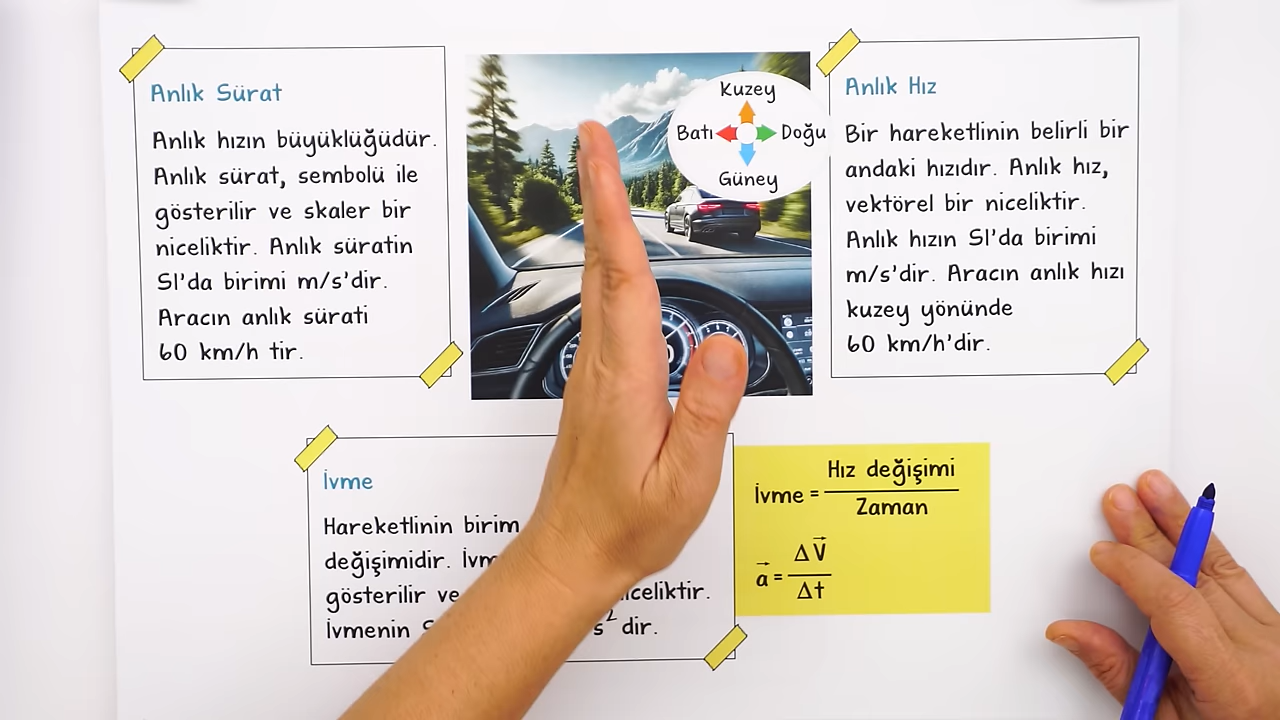 Anlık Sürat
Anlık hızın büyüklüğüdür.
Anlık sürat, sembolü ile
gösterilir ve skaler bir
niceliktir. Anlık süratin
SI'da birimi m/s'dir.
Aracın anlık sürati
60 km/h tir.
Kuzey
Batı
Doğu
Güney
Anlık Hız
Bir hareketlinin belirli bir
andaki hızıdır. Anlık hız,
vektörel bir niceliktir.
Anlık hızın SI'da birimi
m/s'dir. Aracın anlık hızı
kuzey yönünde
60 km/h'dir.
İvme
Hareketlinin birim
değişimidir.
gösterilir ve niceliktir.
İvmenin s² dir.
İvme = Hız değişimi / Zaman
a⃗ = ΔV⃗ / Δt